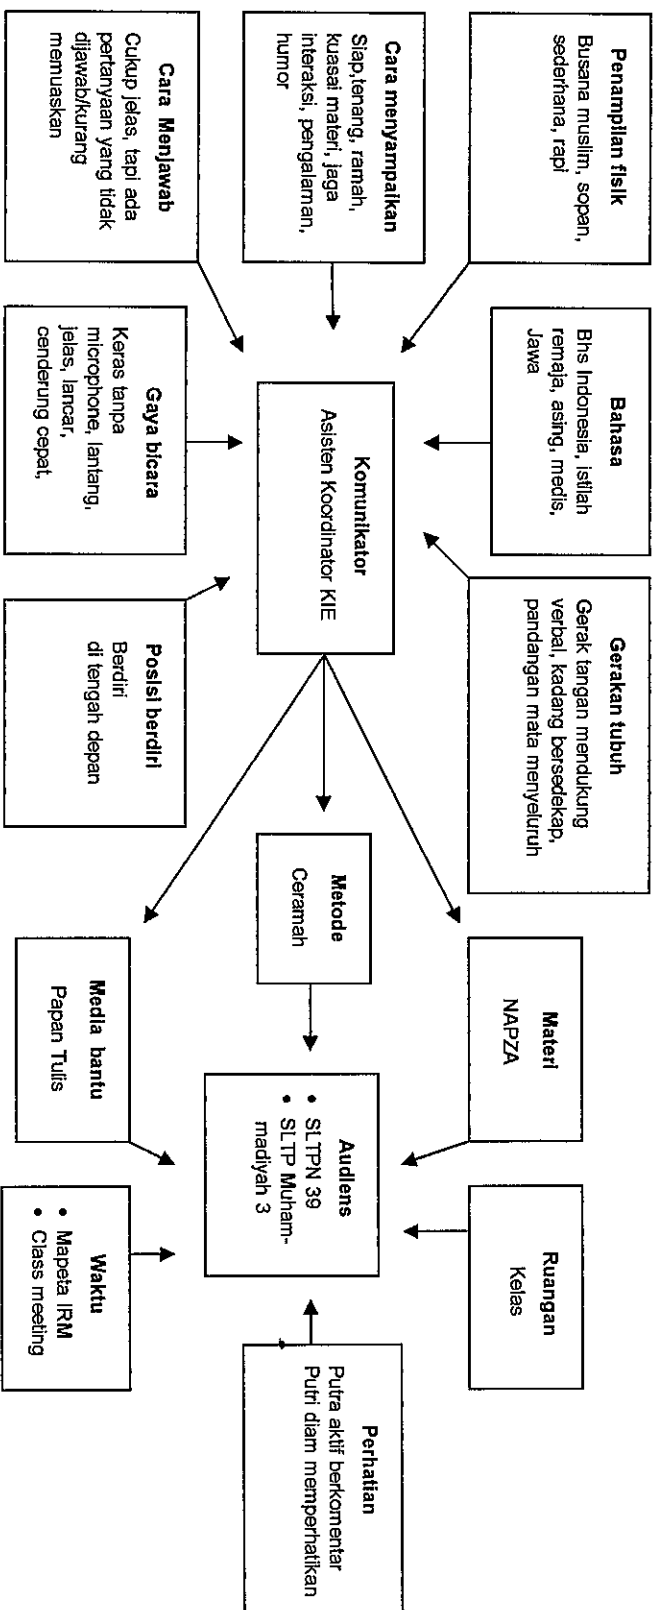 Penampilan fisik
Busana muslim, sopan,
sederhana, rapi
Cara menyampaikan
Siap,tenang, ramah,
kuasai materi, jaga
interaksi, pengalaman,
humor
Cara Menjawab
Cukup jelas, tapi ada
pertanyaan yang tidak
dijawab/kurang
memuaskan
Bahasa
Bhs Indonesia, istilah
remaja, asing, medis,
Jawa
Komunikator
Asisten Koordinator KIE
Gaya bicara
Keras tanpa
microphone, lantang,
jelas, lancar,
cenderung cepat,
Gerakan tubuh
Gerak tangan mendukung
verbal, kadang bersedekap,
pandangan mata menyeluruh
Posisi berdiri
Berdiri
di tengah depan
Metode
Ceramah
Materi
NAPZA
Media bantu
Papan Tulis
Audiens
• SLTPN 39
• SLTP Muham-
madiyah 3
Ruangan
Kelas
Waktu
• Mapeta IRM
• Class meeting
Perhatian
Putra aktif berkomentar
Putri diam memperhatikan